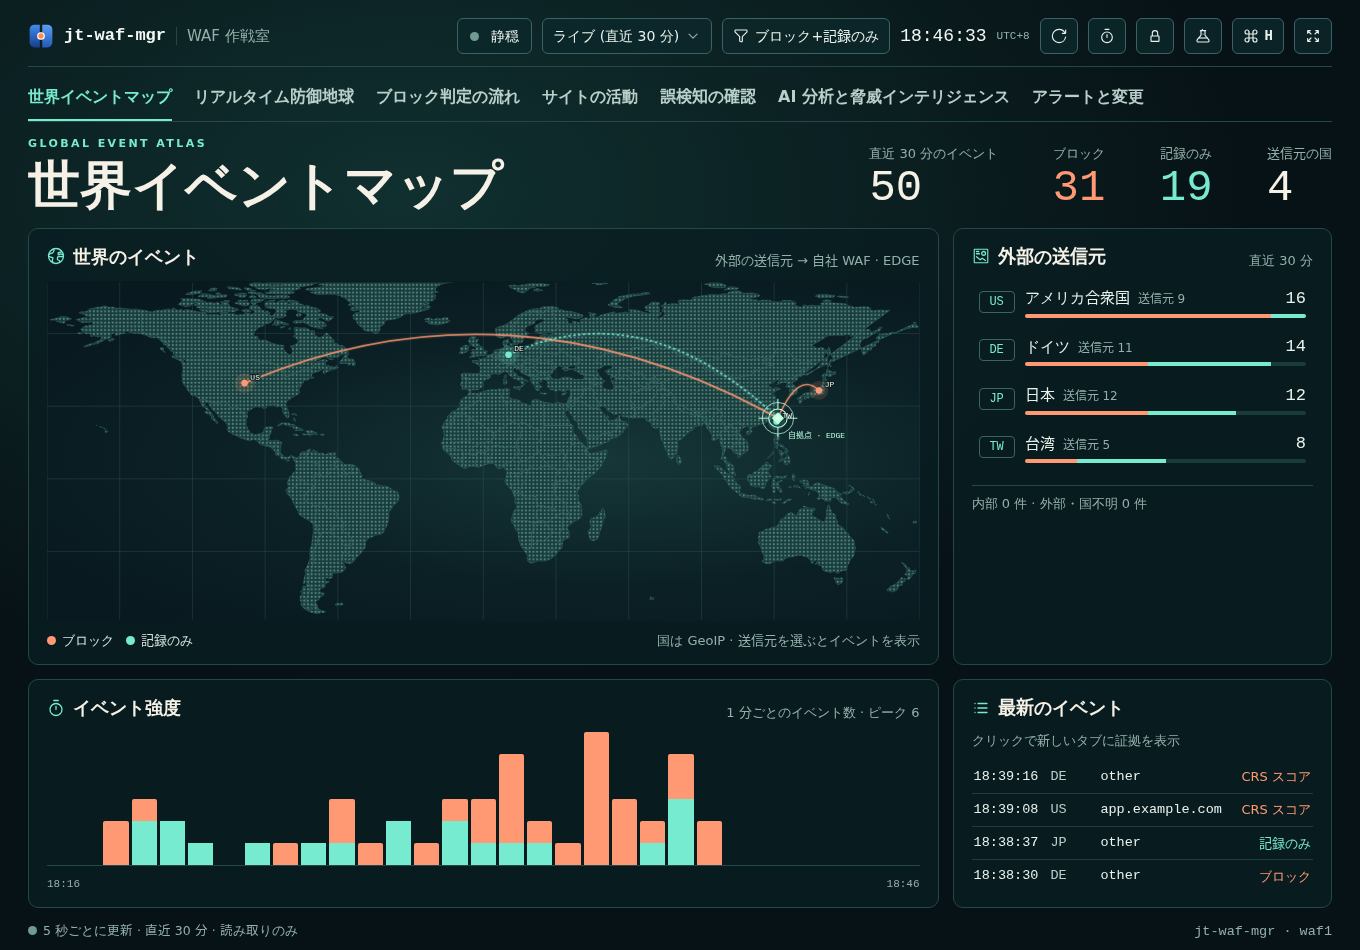 jt-waf-mgr WAF 作戦室 静穏 ライブ (直近 30 分) ブロック+記録のみ 18:46:33 UTC+8 ⌘ H
世界イベントマップ リアルタイム防御地球 ブロック判定の流れ サイトの活動 誤検知の確認 AI 分析と脅威インテリジェンス アラートと変更
GLOBAL EVENT ATLAS
世界イベントマップ
直近 30 分のイベント ブロック 記録のみ 送信元の国
50 31 19 4
世界のイベント
外部の送信元 → 自社 WAF · EDGE
US
DE
JP
自拠点 · EDGE
ブロック 記録のみ
国は GeoIP · 送信元を選ぶとイベントを表示
外部の送信元
直近 30 分
US アメリカ合衆国 送信元 9 16
DE ドイツ 送信元 11 14
JP 日本 送信元 12 12
TW 台湾 送信元 5 8
内部 0 件 · 外部・国不明 0 件
イベント強度
1 分ごとのイベント数 · ピーク 6
18:16 18:46
最新のイベント
クリックで新しいタブに証拠を表示
18:39:16 DE other CRS スコア
18:39:08 US app.example.com CRS スコア
18:38:37 JP other 記録のみ
18:38:30 DE other ブロック
5 秒ごとに更新 · 直近 30 分 · 読み取りのみ
jt-waf-mgr · waf1